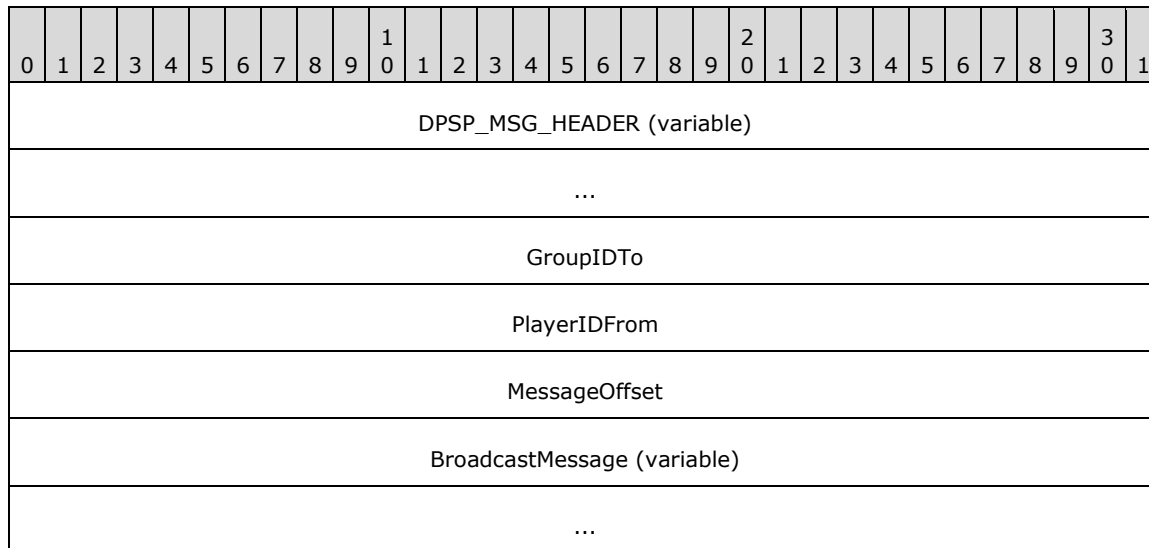 1 2 3
0 1 2 3 4 5 6 7 8 9 0 1 2 3 4 5 6 7 8 9 0 1 2 3 4 5 6 7 8 9 0 1
DPSP_MSG_HEADER (variable)
...
GroupIDTo
PlayerIDFrom
MessageOffset
BroadcastMessage (variable)
...